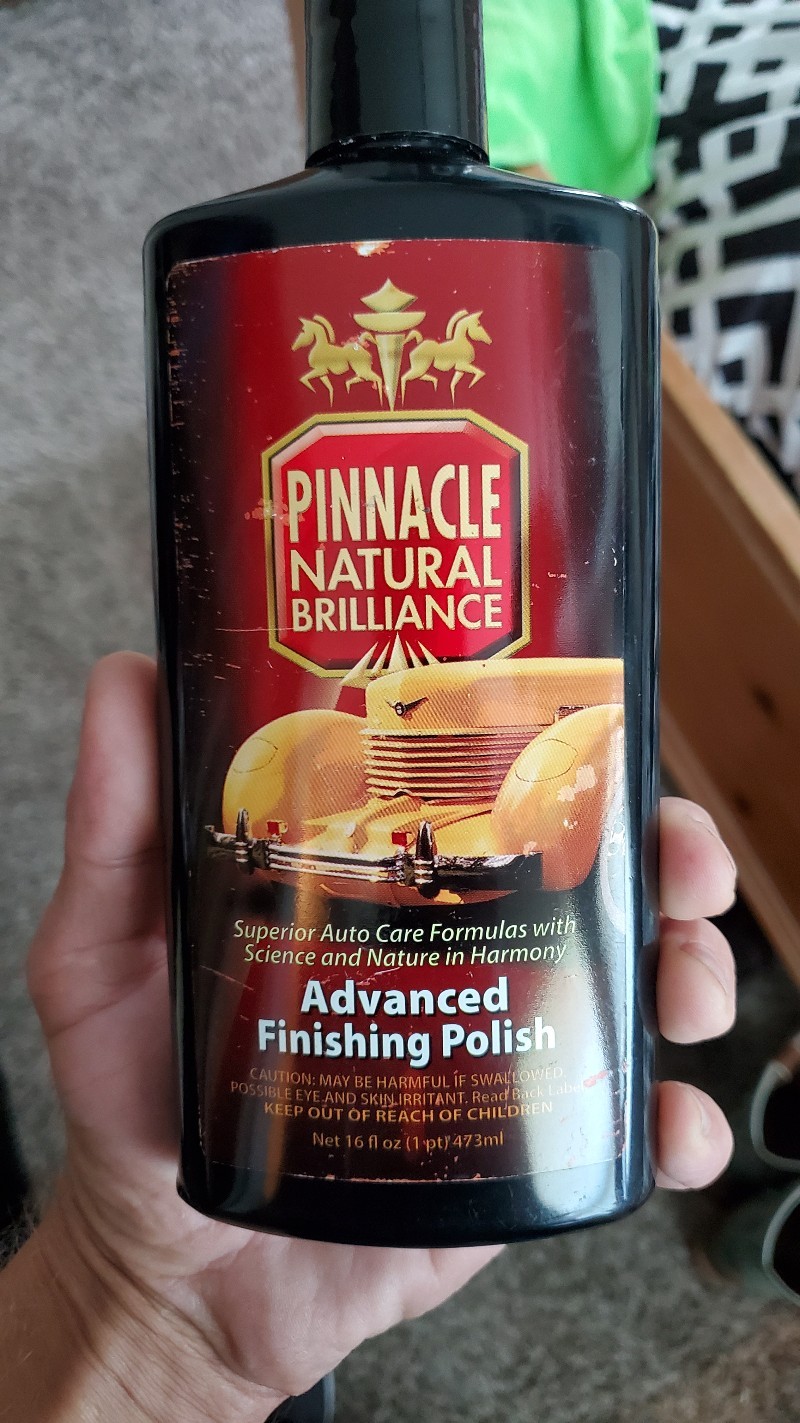 PINNACLE
NATURAL
BRILLIANCE
Superior Auto Care Formulas with
Science and Nature in Harmony
Advanced
Finishing Polish
CAUTION: MAY BE HARMFUL IF SWALLOWED.
POSSIBLE EYE AND SKIN IRRITANT. Read Back Label
KEEP OUT OF REACH OF CHILDREN
Net 16 fl oz (1 pt) 473ml